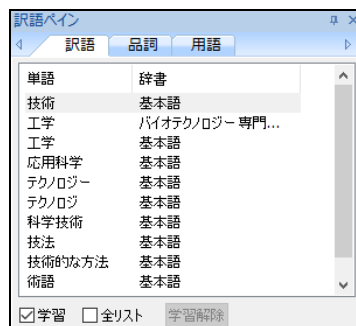 訳語ペイン
訳語 品詞 用語
単語 辞書
技術 基本語
工学 バイオテクノロジー 専門...
工学 基本語
応用科学 基本語
テクノロジー 基本語
テクノロジ 基本語
科学技術 基本語
技法 基本語
技術的な方法 基本語
術語 基本語
学習 全リスト 学習解除